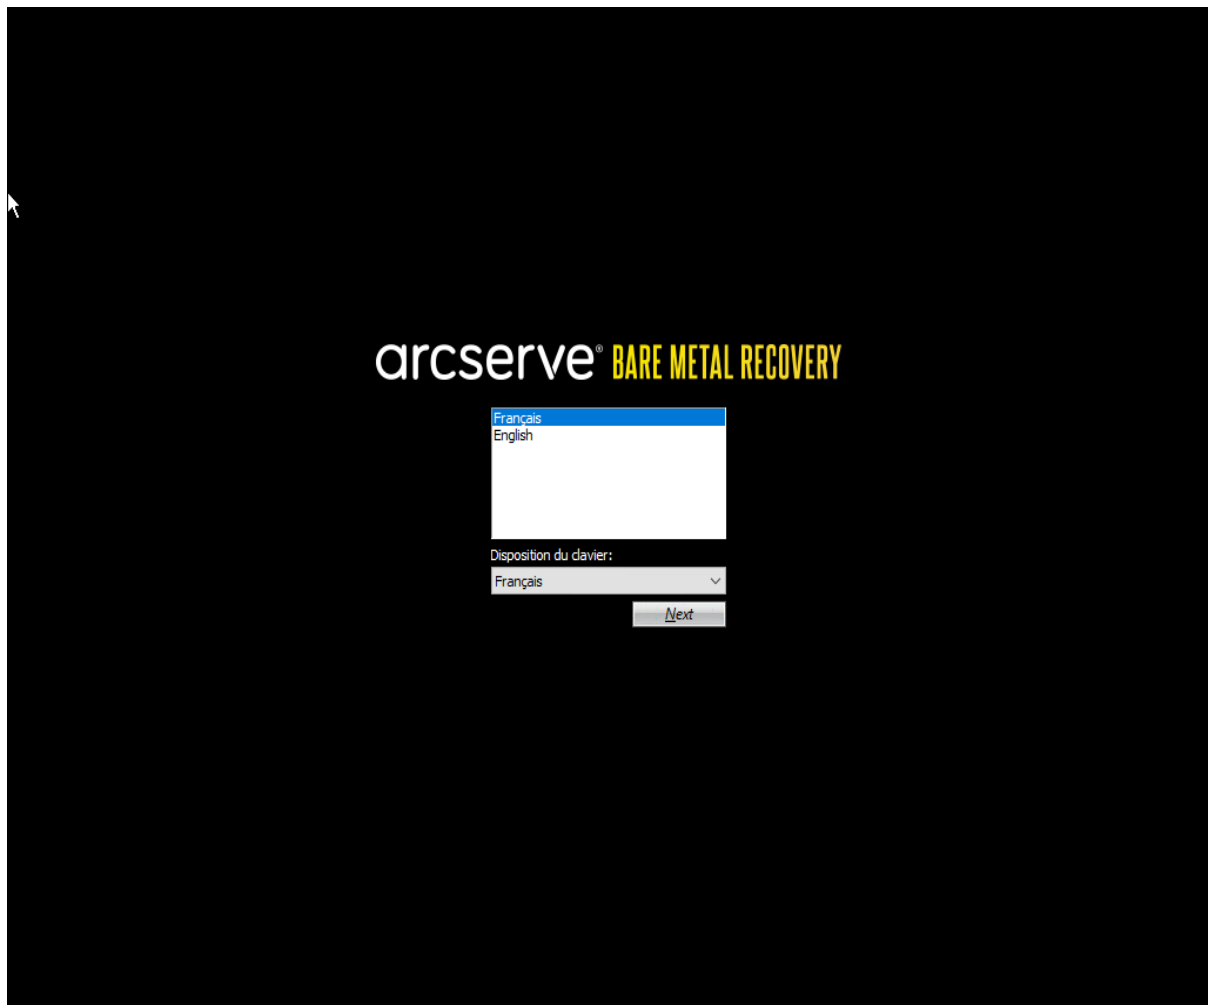 arcserve® BARE METAL RECOVERY
Français
English
Disposition du clavier:
Français
Next